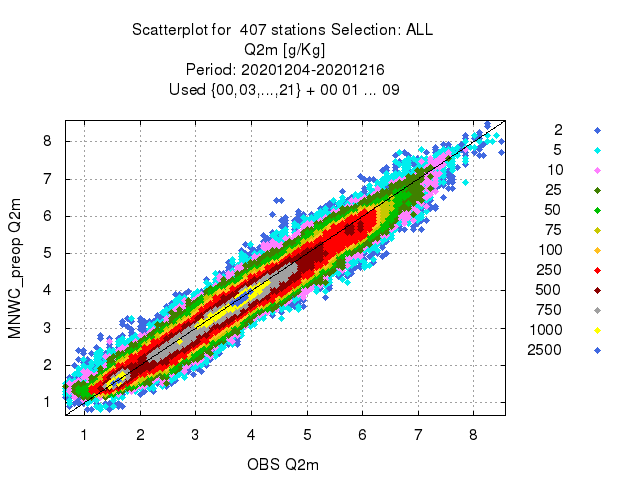 Scatterplot for  407 stations Selection: ALL
Q2m [g/Kg]
Period: 20201204-20201216
Used {00,03,...,21} + 00 01 ... 09
MNWC_preop Q2m
8
7
6
5
4
3
2
1
1 2 3 4 5 6 7 8
OBS Q2m
2
5
10
25
50
75
100
250
500
750
1000
2500